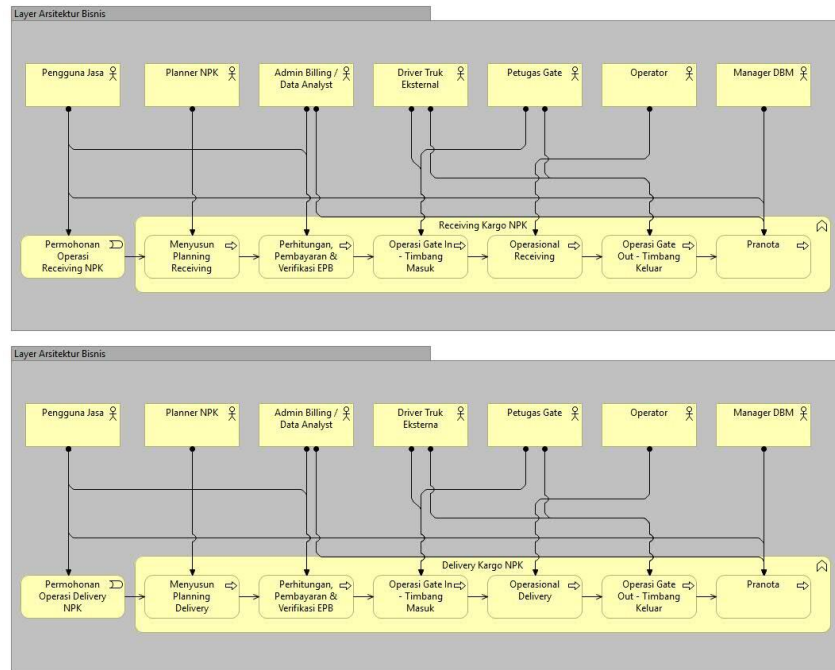 Layer Arsitektur Bisnis
Pengguna Jasa
Planner NPK
Admin Billing /
Data Analyst
Driver Truk
Eksternal
Petugas Gate
Operator
Manager DBM
Receiving Kargo NPK
Permohonan
Operasi
Receiving NPK
Menyusun
Planning
Receiving
Perhitungan,
Pembayaran &
Verifikasi EPB
Operasi Gate In
- Timbang
Masuk
Operasional
Receiving
Operasi Gate
Out - Timbang
Keluar
Pranota
Layer Arsitektur Bisnis
Pengguna Jasa
Planner NPK
Admin Billing /
Data Analyst
Driver Truk
Eksterna
Petugas Gate
Operator
Manager DBM
Delivery Kargo NPK
Permohonan
Operasi Delivery
NPK
Menyusun
Planning
Delivery
Perhitungan,
Pembayaran &
Verifikasi EPB
Operasi Gate In
- Timbang
Masuk
Operasional
Delivery
Operasi Gate
Out - Timbang
Keluar
Pranota